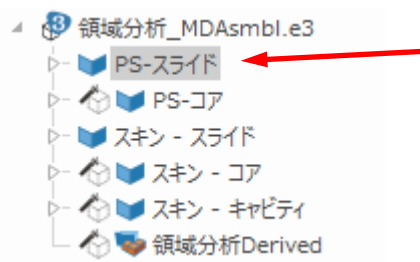 領域分析_MDAsmbl.e3
PS-スライド
PS-コア
スキン - スライド
スキン - コア
スキン - キャビティ
領域分析Derived